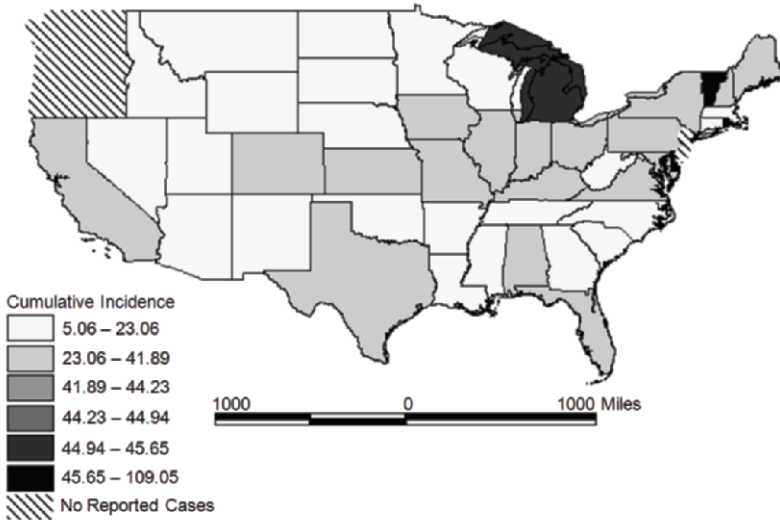 Cumulative Incidence
5.06 – 23.06
23.06 – 41.89
41.89 – 44.23
44.23 – 44.94
44.94 – 45.65
45.65 – 109.05
No Reported Cases
1000 0 1000 Miles